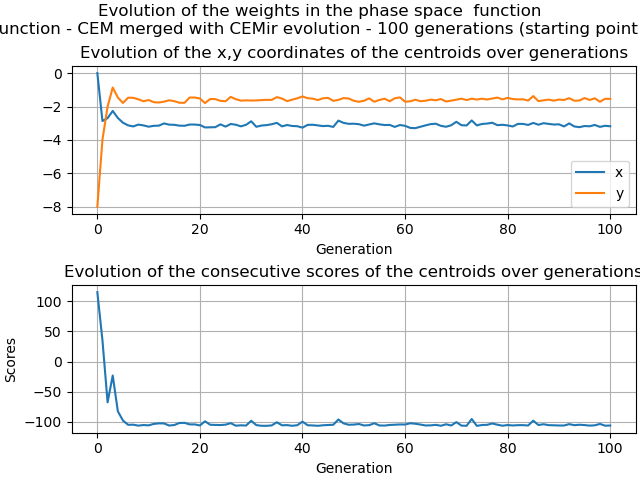 Evolution of the weights in the phase space  function
unction - CEM merged with CEMir evolution - 100 generations (starting point
Evolution of the x,y coordinates of the centroids over generations
0
−2
−4
−6
−8
x
y
0 20 40 60 80 100
Generation
Evolution of the consecutive scores of the centroids over generations
100
50
0
−50
−100
Scores
0 20 40 60 80 100
Generation